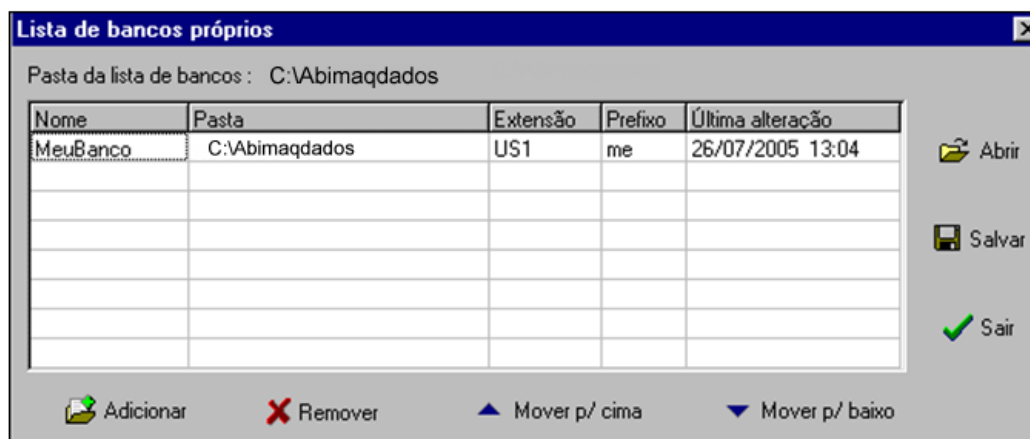 Lista de bancos próprios
Pasta da lista de bancos : C:\Abimaqdados
Nome Pasta Extensão Prefixo Última alteração
MeuBanco C:\Abimaqdados US1 me 26/07/2005 13:04
Abrir
Salvar
Sair
Adicionar Remover Mover p/ cima Mover p/ baixo